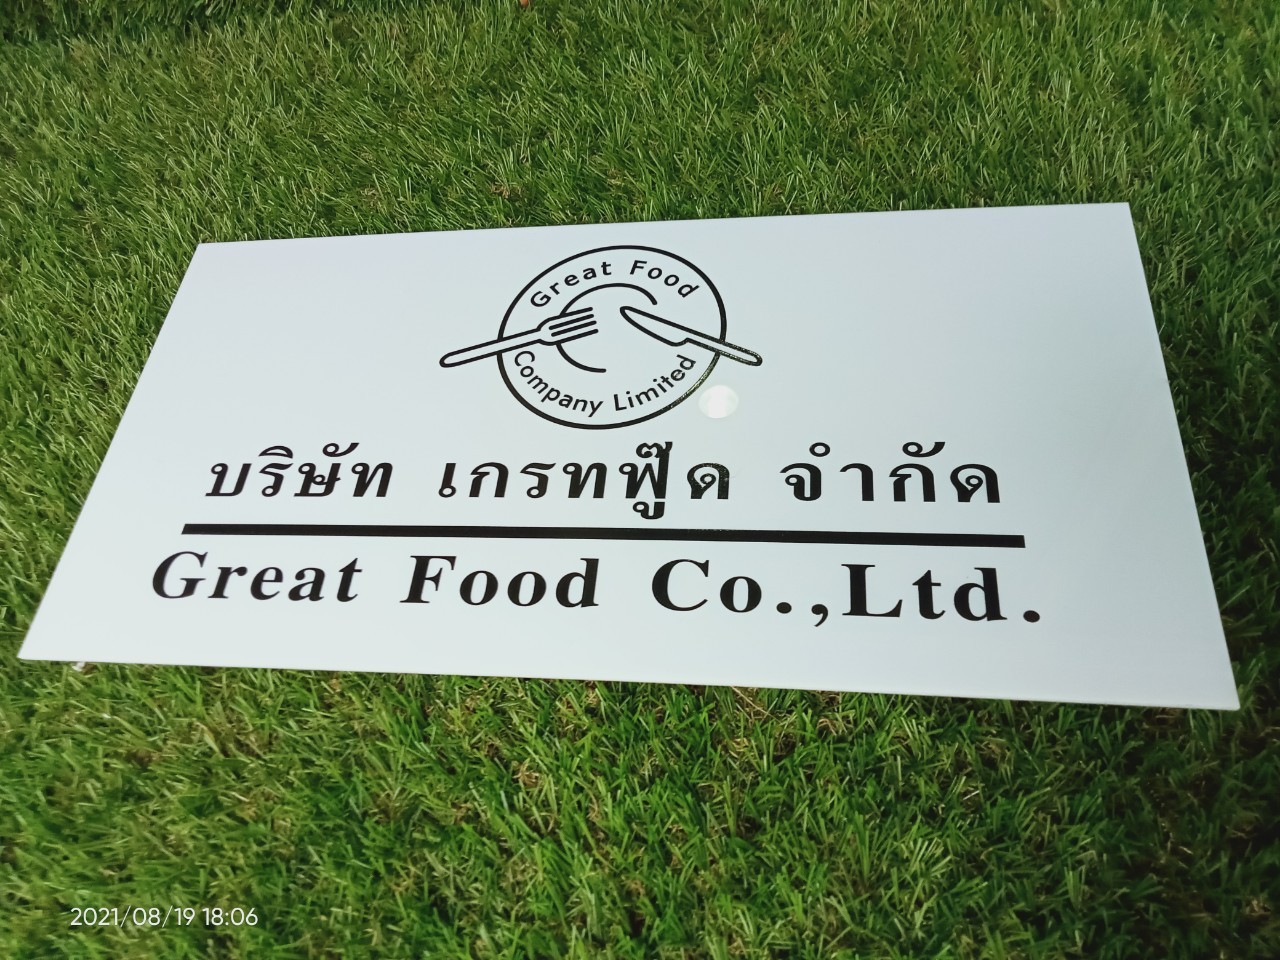 Great Food
Company Limited
บริษัท เกรทฟู๊ด จำกัด
Great Food Co.,Ltd.
2021/08/19 18:06